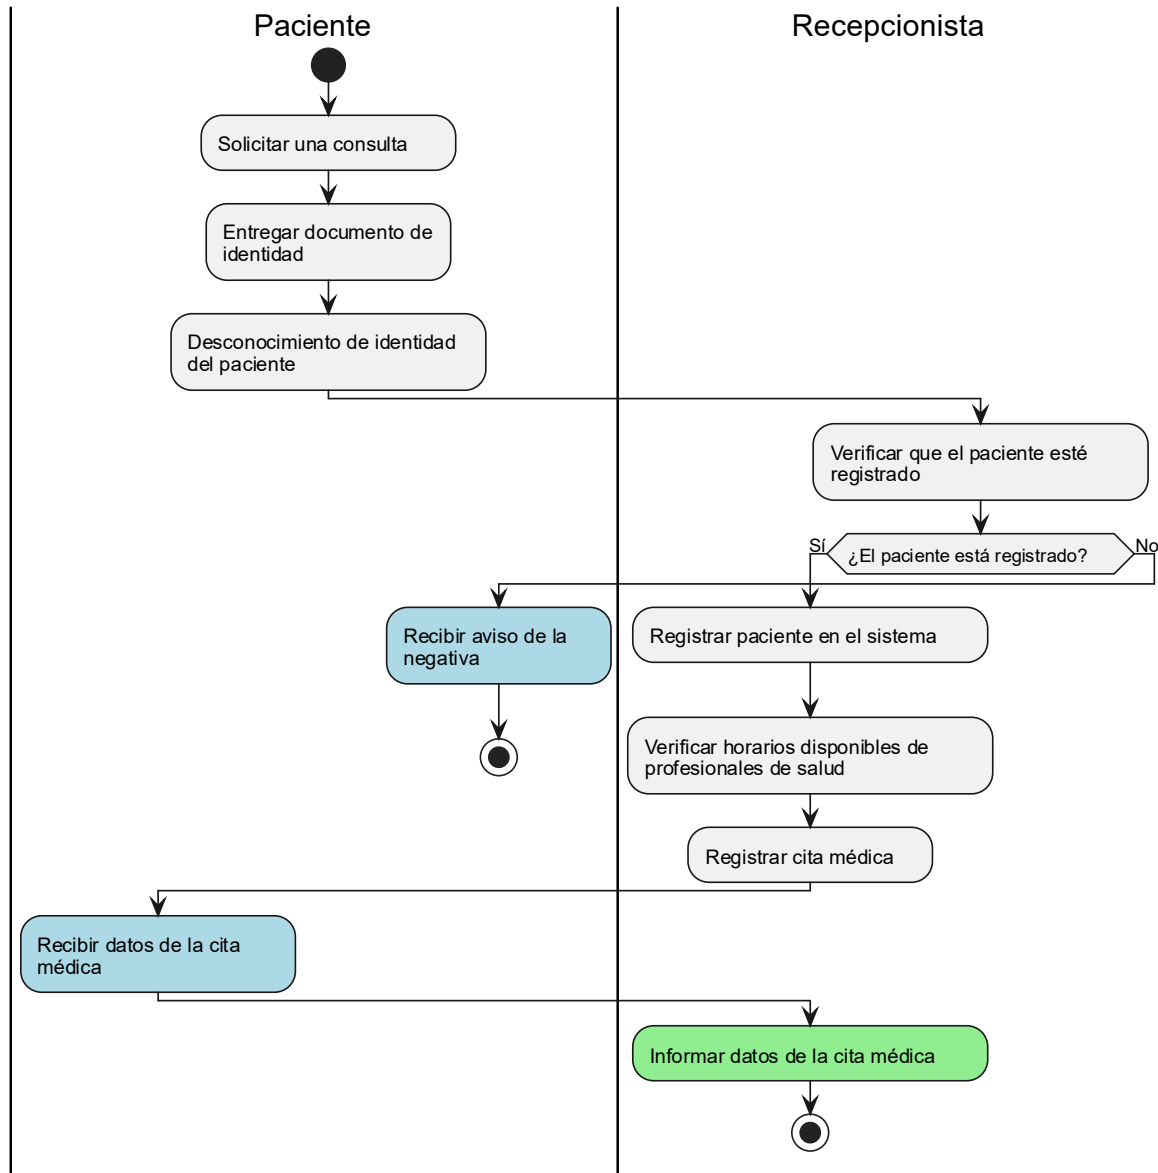 Paciente
Recepcionista
Solicitar una consulta
Entregar documento de
identidad
Desconocimiento de identidad
del paciente
Verificar que el paciente esté
registrado
Sí
¿El paciente está registrado?
No
Recibir aviso de la
negativa
Registrar paciente en el sistema
Verificar horarios disponibles de
profesionales de salud
Registrar cita médica
Recibir datos de la cita
médica
Informar datos de la cita médica